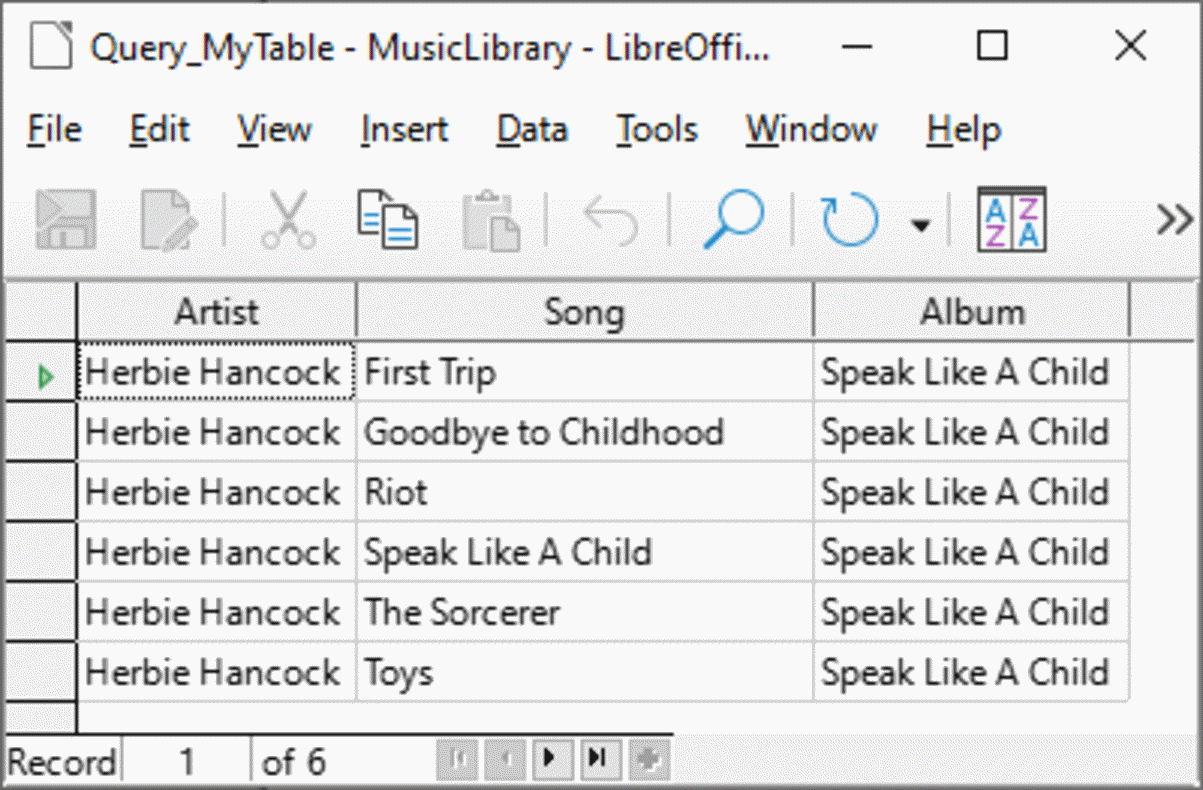 Query_MyTable - MusicLibrary - LibreOffi...
File Edit View Insert Data Tools Window Help
A Z
Z A
Artist Song Album
Herbie Hancock First Trip Speak Like A Child
Herbie Hancock Goodbye to Childhood Speak Like A Child
Herbie Hancock Riot Speak Like A Child
Herbie Hancock Speak Like A Child Speak Like A Child
Herbie Hancock The Sorcerer Speak Like A Child
Herbie Hancock Toys Speak Like A Child
Record 1 of 6